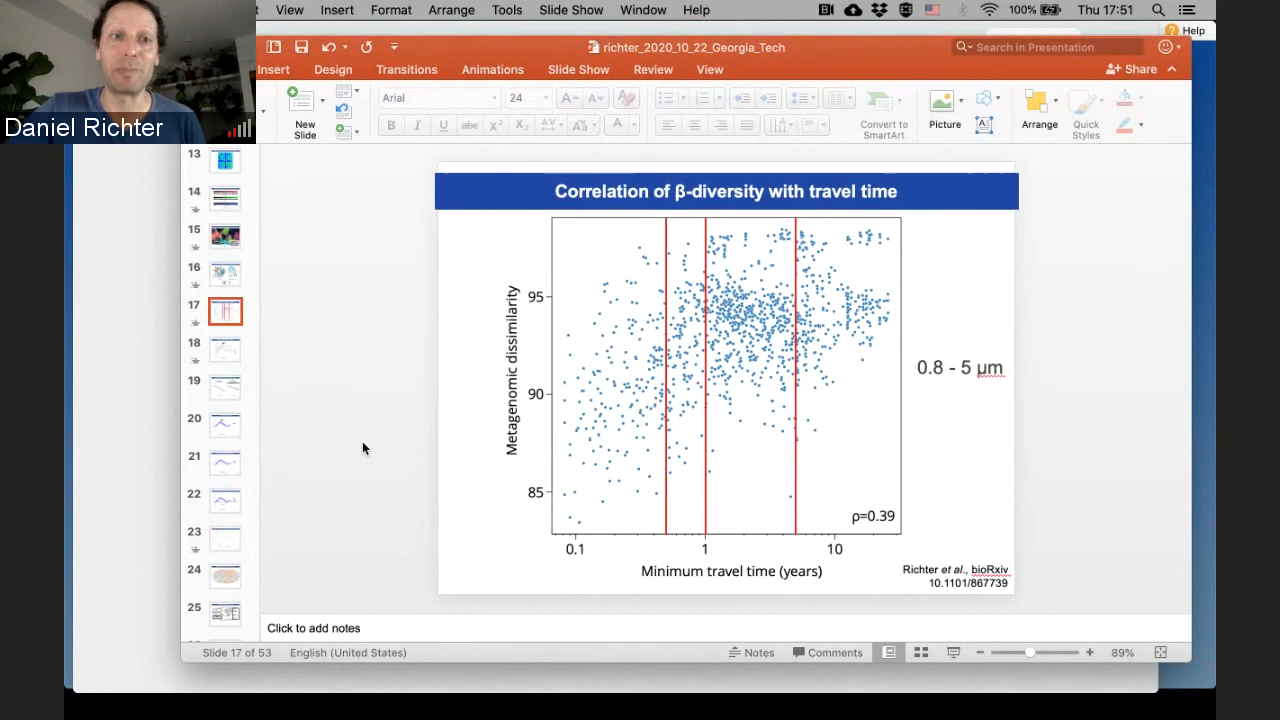 View Insert Format Arrange Tools Slide Show Window Help 100% Thu 17:51
Help
richter_2020_10_22_Georgia_Tech
Search in Presentation
Insert Design Transitions Animations Slide Show Review View Share
Daniel Richter
New
Slide
Arial 24
B I U abc X² X₂ AV Aa A
Convert to
SmartArt
Picture
Arrange
Quick
Styles
13
14
15
16
17
18
19
20
21
22
23
24
25
Correlation of β-diversity with travel time
Metagenomic dissimilarity
95
90
85
0.1 1 10
Minimum travel time (years)
ρ=0.39
0.8 - 5 µm
Richter et al., bioRxiv
10.1101/867739
Click to add notes
Slide 17 of 53 English (United States) Notes Comments 89%